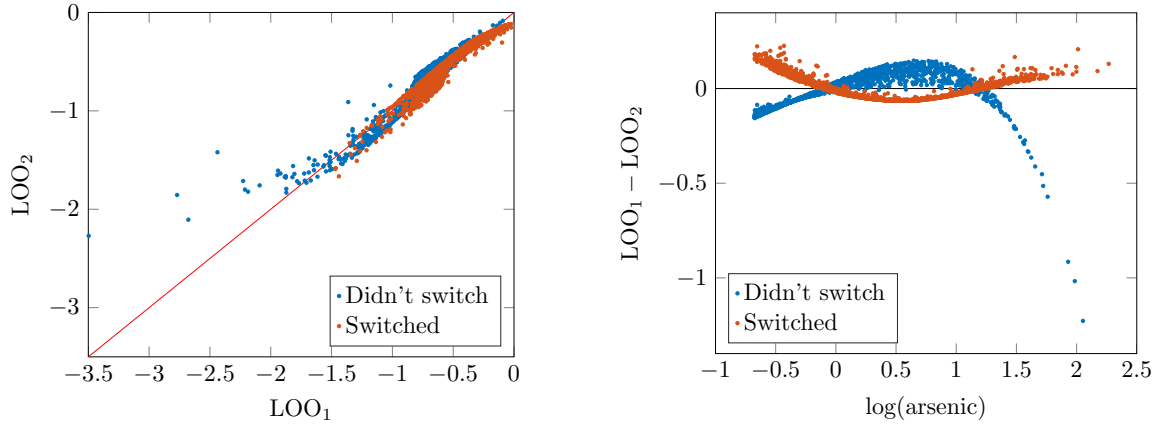 0
−1
−2
−3
LOO₂
−3.5 −3 −2.5 −2 −1.5 −1 −0.5 0
LOO₁
Didn't switch
Switched
0
−0.5
−1
LOO₁ − LOO₂
−1 −0.5 0 0.5 1 1.5 2 2.5
log(arsenic)
Didn't switch
Switched